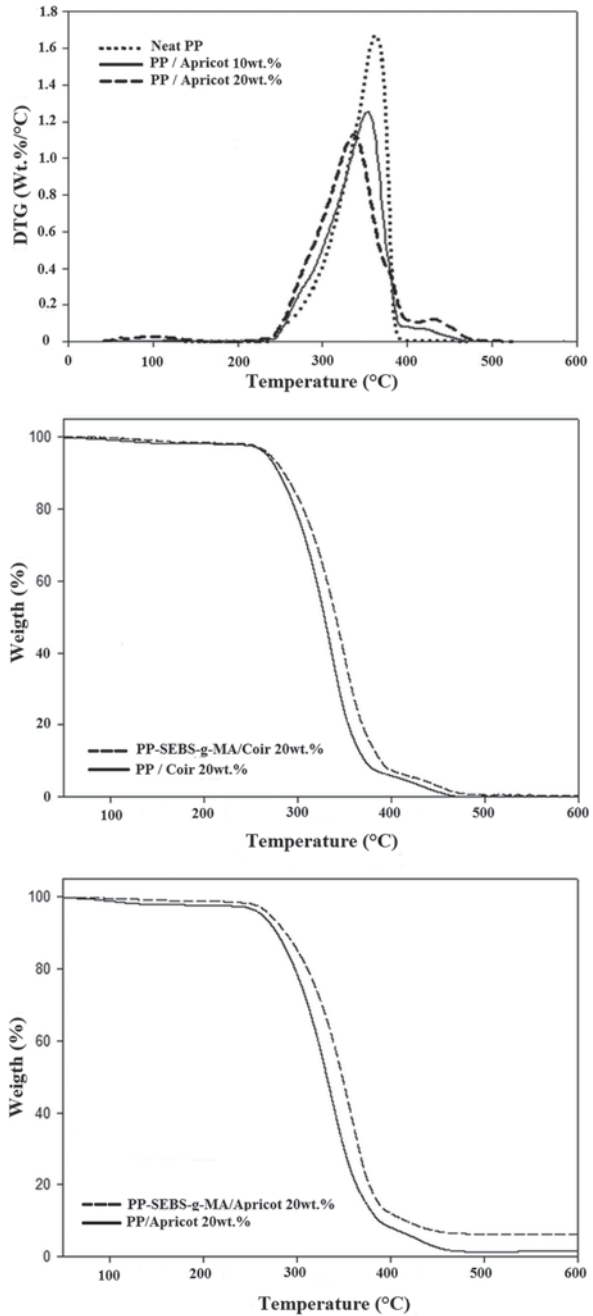 1.8
1.6
1.4
1.2
1.0
0.8
0.6
0.4
0.2
0
DTG (Wt.%/°C)
Neat PP
PP / Apricot 10wt.%
PP / Apricot 20wt.%
0 100 200 300 400 500 600
Temperature (°C)
100
80
60
40
20
0
Weigth (%)
PP-SEBS-g-MA/Coir 20wt.%
PP / Coir 20wt.%
100 200 300 400 500 600
Temperature (°C)
100
80
60
40
20
0
Weigth (%)
PP-SEBS-g-MA/Apricot 20wt.%
PP/Apricot 20wt.%
100 200 300 400 500 600
Temperature (°C)